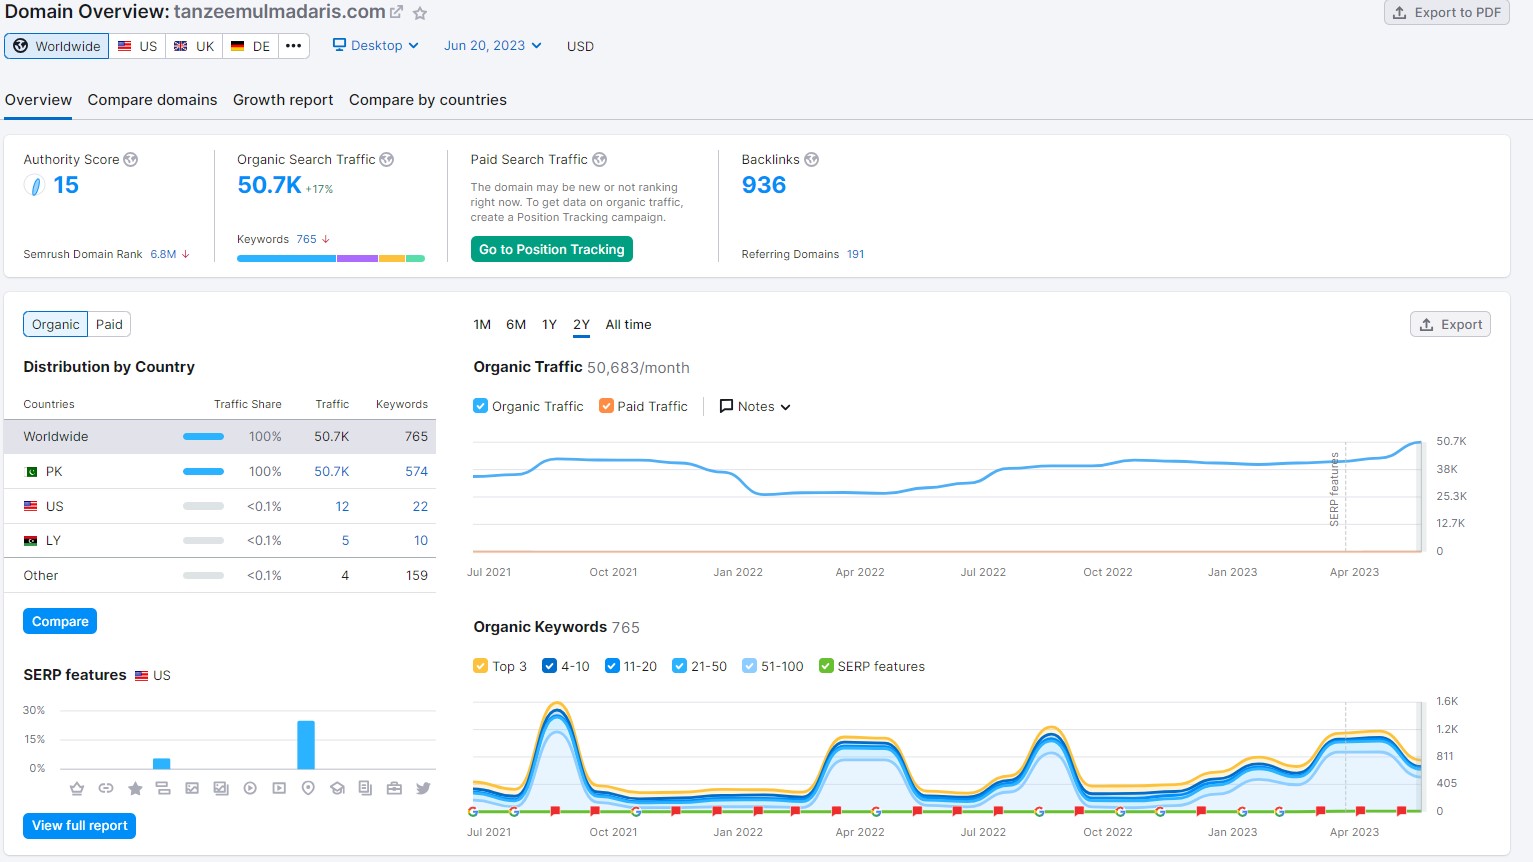 Domain Overview: tanzeemulmadaris.com
Export to PDF
Worldwide US UK DE ••• Desktop Jun 20, 2023 USD
Overview Compare domains Growth report Compare by countries
Authority Score
15
Semrush Domain Rank 6.8M ↓
Organic Search Traffic
50.7K +17%
Keywords 765 ↓
Paid Search Traffic
The domain may be new or not ranking
right now. To get data on organic traffic,
create a Position Tracking campaign.
Go to Position Tracking
Backlinks
936
Referring Domains 191
Organic Paid
Distribution by Country
Countries Traffic Share Traffic Keywords
Worldwide 100% 50.7K 765
PK 100% 50.7K 574
US <0.1% 12 22
LY <0.1% 5 10
Other <0.1% 4 159
Compare
SERP features US
30%
15%
0%
View full report
1M 6M 1Y 2Y All time
Export
Organic Traffic 50,683/month
Organic Traffic Paid Traffic Notes
50.7K
38K
25.3K
12.7K
0
SERP features
Jul 2021 Oct 2021 Jan 2022 Apr 2022 Jul 2022 Oct 2022 Jan 2023 Apr 2023
Organic Keywords 765
Top 3 4-10 11-20 21-50 51-100 SERP features
1.6K
1.2K
811
405
0
Jul 2021 Oct 2021 Jan 2022 Apr 2022 Jul 2022 Oct 2022 Jan 2023 Apr 2023